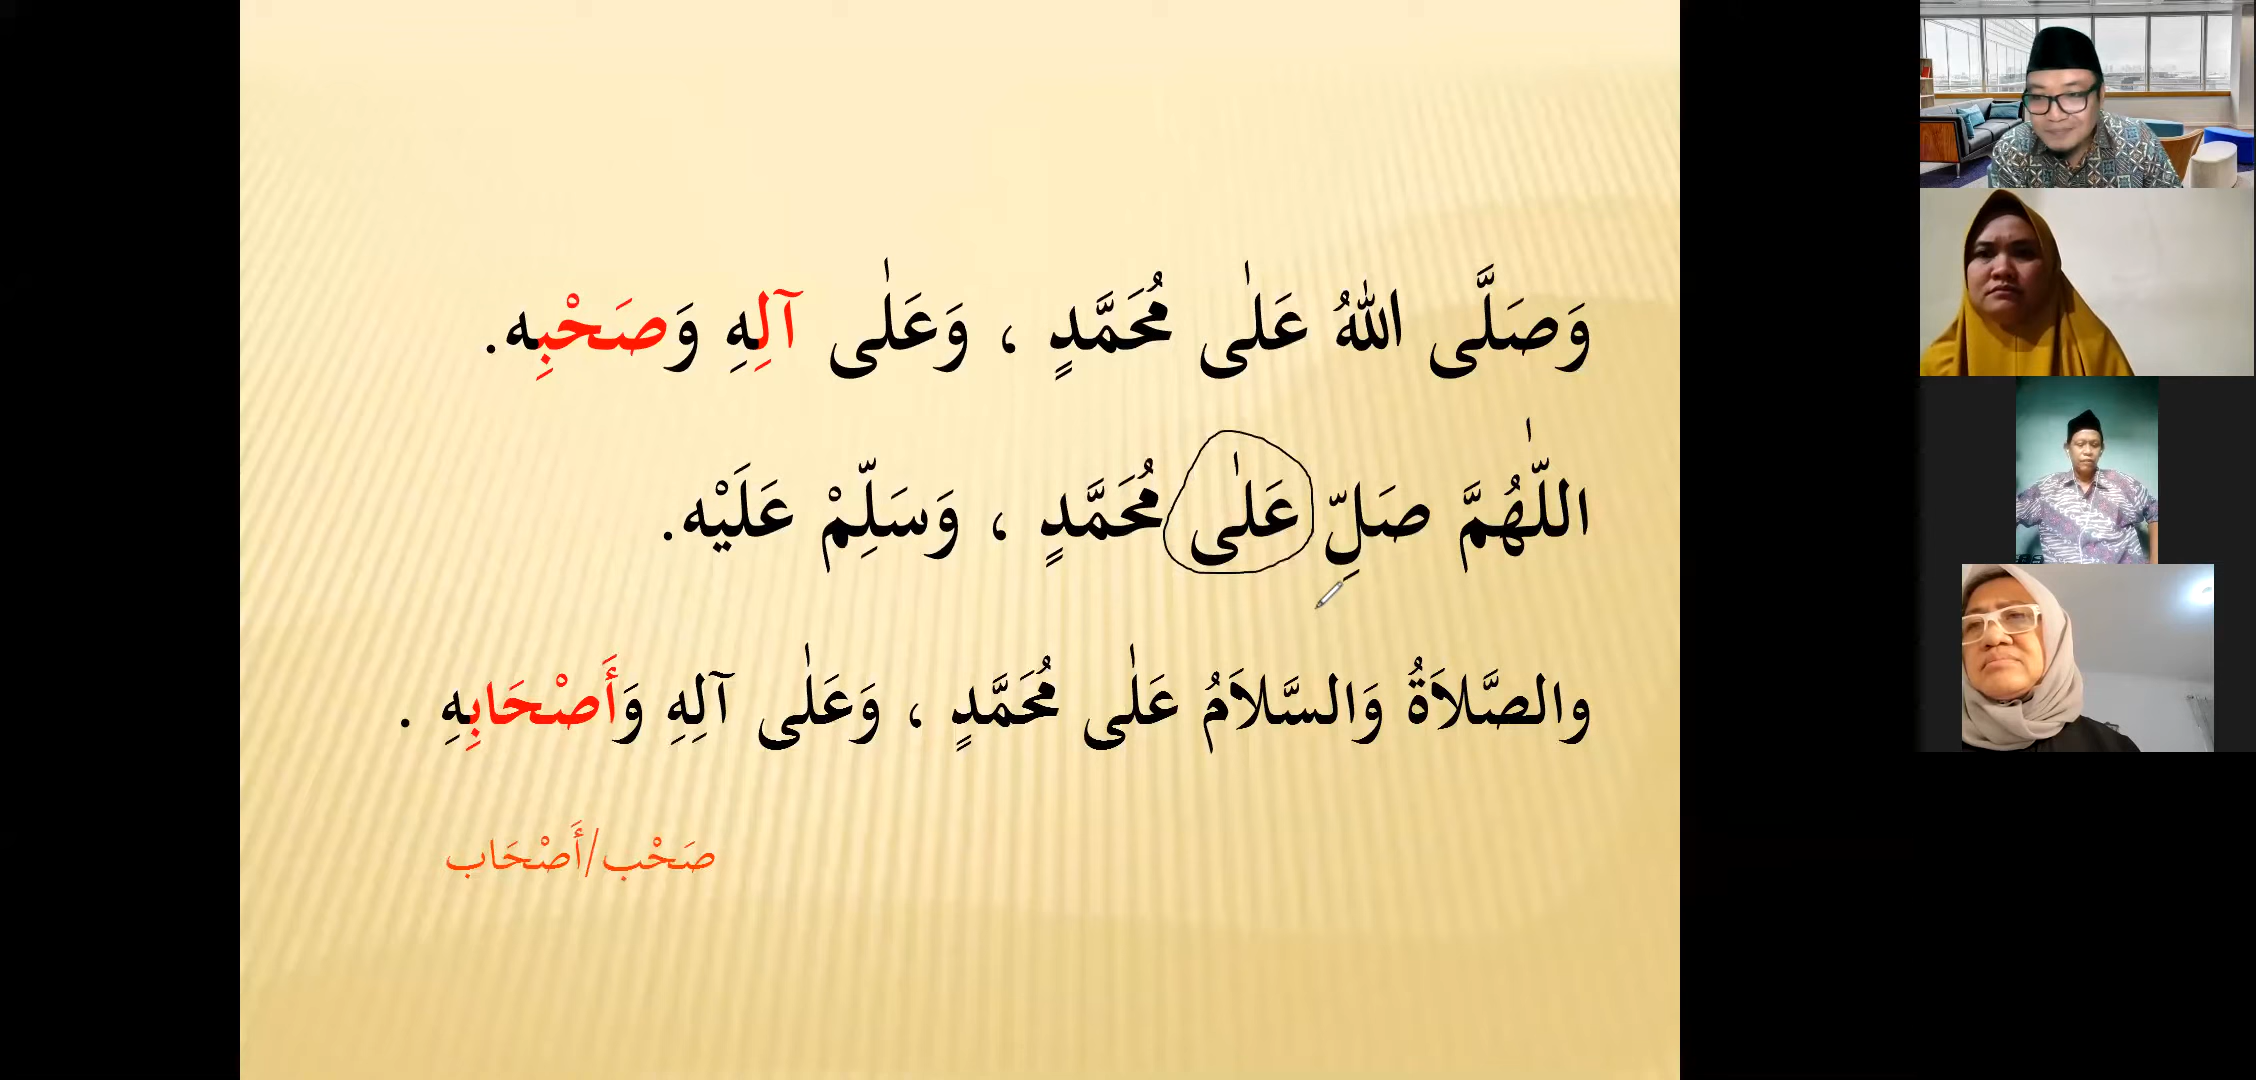 وَصَلَّى اللهُ عَلٰى مُحَمَّدٍ ، وَعَلٰى آلِهِ وَصَحْبِه.
اللّٰهُمَّ صَلِّ عَلٰى مُحَمَّدٍ ، وَسَلِّمْ عَلَيْه.
والصَّلاَةُ وَالسَّلاَمُ عَلٰى مُحَمَّدٍ ، وَعَلٰى آلِهِ وَأَصْحَابِهِ .
صَحْب/أَصْحَاب